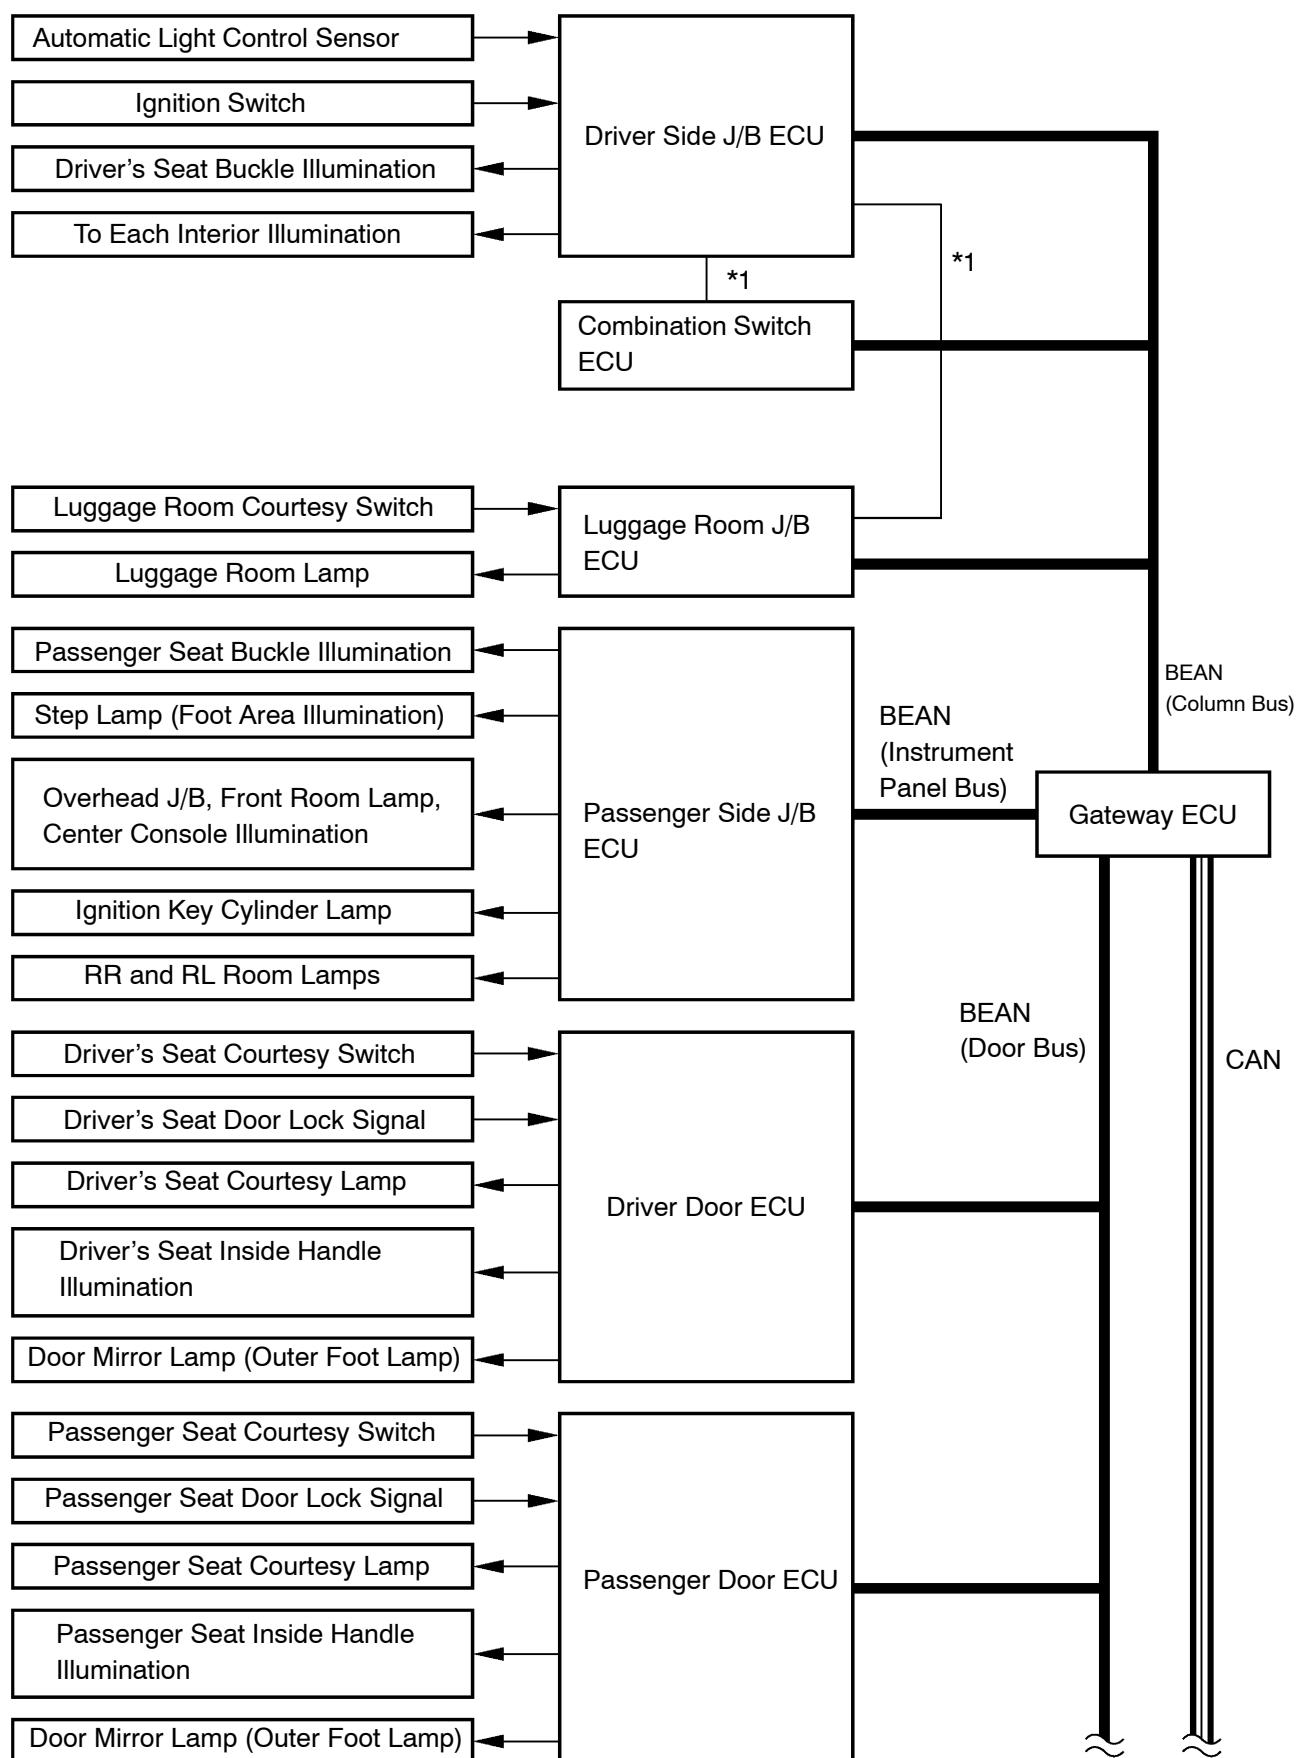 Automatic Light Control Sensor
Ignition Switch
Driver's Seat Buckle Illumination
To Each Interior Illumination
Driver Side J/B ECU
*1
*1
Combination Switch
ECU
Luggage Room Courtesy Switch
Luggage Room Lamp
Luggage Room J/B
ECU
Passenger Seat Buckle Illumination
Step Lamp (Foot Area Illumination)
Overhead J/B, Front Room Lamp,
Center Console Illumination
Ignition Key Cylinder Lamp
RR and RL Room Lamps
Passenger Side J/B
ECU
BEAN
(Instrument
Panel Bus)
BEAN
(Column Bus)
Gateway ECU
BEAN
(Door Bus)
CAN
Driver's Seat Courtesy Switch
Driver's Seat Door Lock Signal
Driver's Seat Courtesy Lamp
Driver's Seat Inside Handle
Illumination
Door Mirror Lamp (Outer Foot Lamp)
Driver Door ECU
Passenger Seat Courtesy Switch
Passenger Seat Door Lock Signal
Passenger Seat Courtesy Lamp
Passenger Seat Inside Handle
Illumination
Door Mirror Lamp (Outer Foot Lamp)
Passenger Door ECU